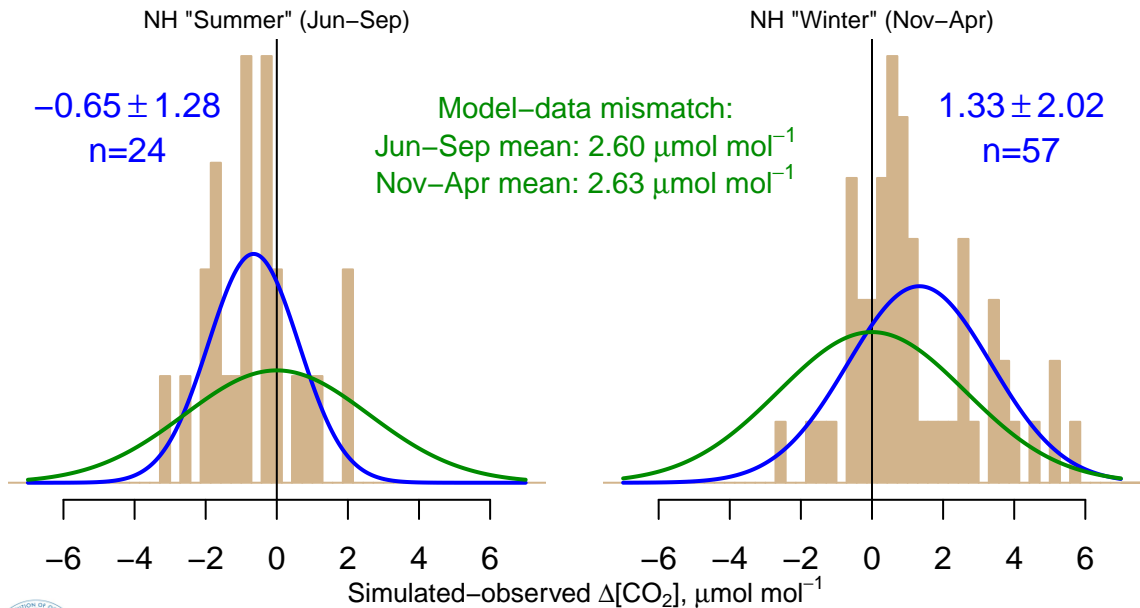 NH "Summer" (Jun−Sep)
NH "Winter" (Nov−Apr)
−0.65 ± 1.28
n=24
Model−data mismatch:
Jun−Sep mean: 2.60 μmol mol⁻¹
Nov−Apr mean: 2.63 μmol mol⁻¹
1.33 ± 2.02
n=57
−6 −4 −2 0 2 4 6
−6 −4 −2 0 2 4 6
Simulated−observed Δ[CO₂], μmol mol⁻¹